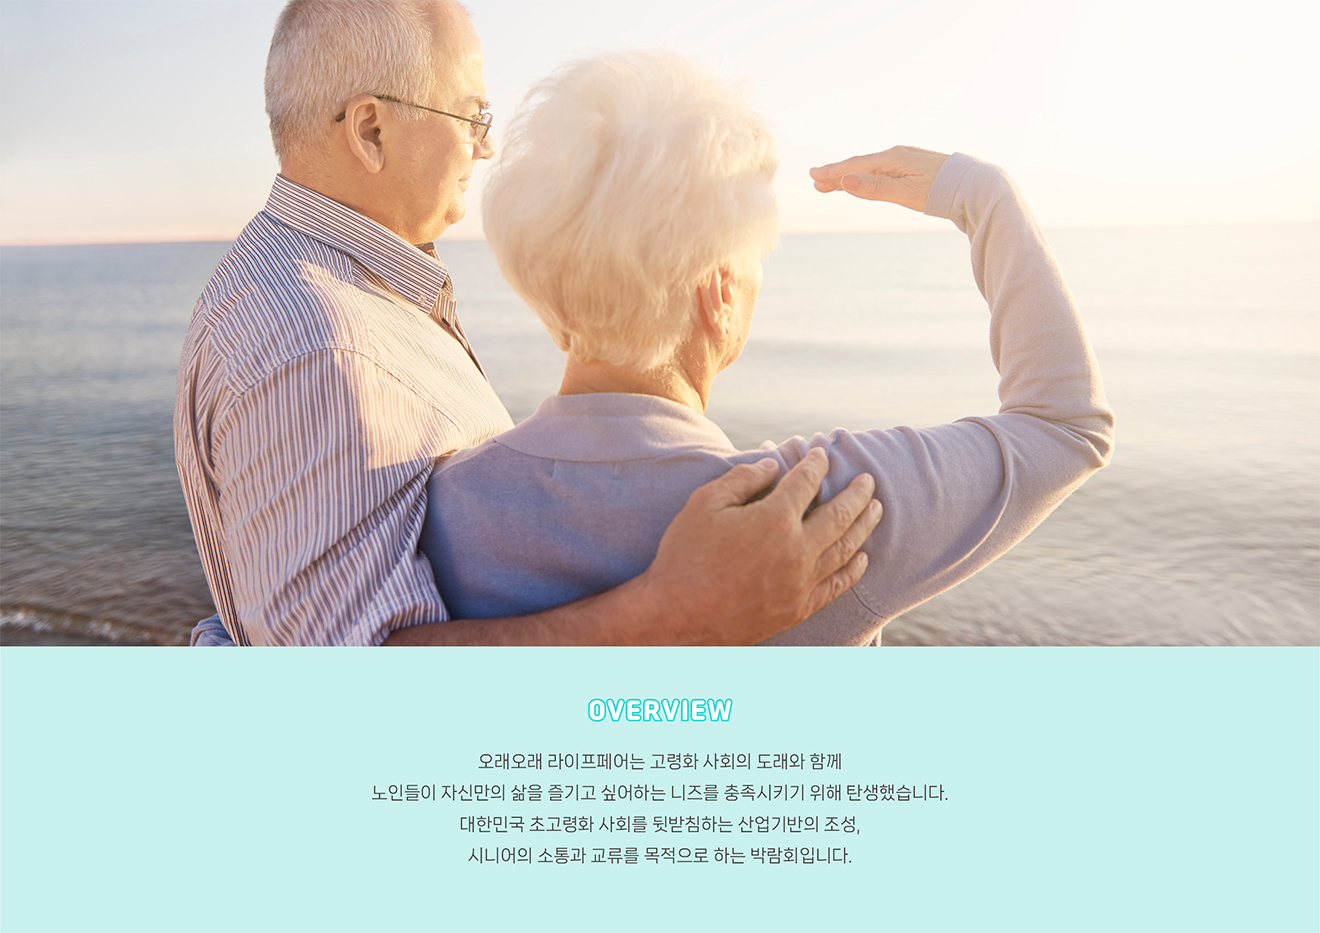 OVERVIEW
오래오래 라이프페어는 고령화 사회의 도래와 함께
노인들이 자신만의 삶을 즐기고 싶어하는 니즈를 충족시키기 위해 탄생했습니다.
대한민국 초고령화 사회를 뒷받침하는 산업기반의 조성,
시니어의 소통과 교류를 목적으로 하는 박람회입니다.